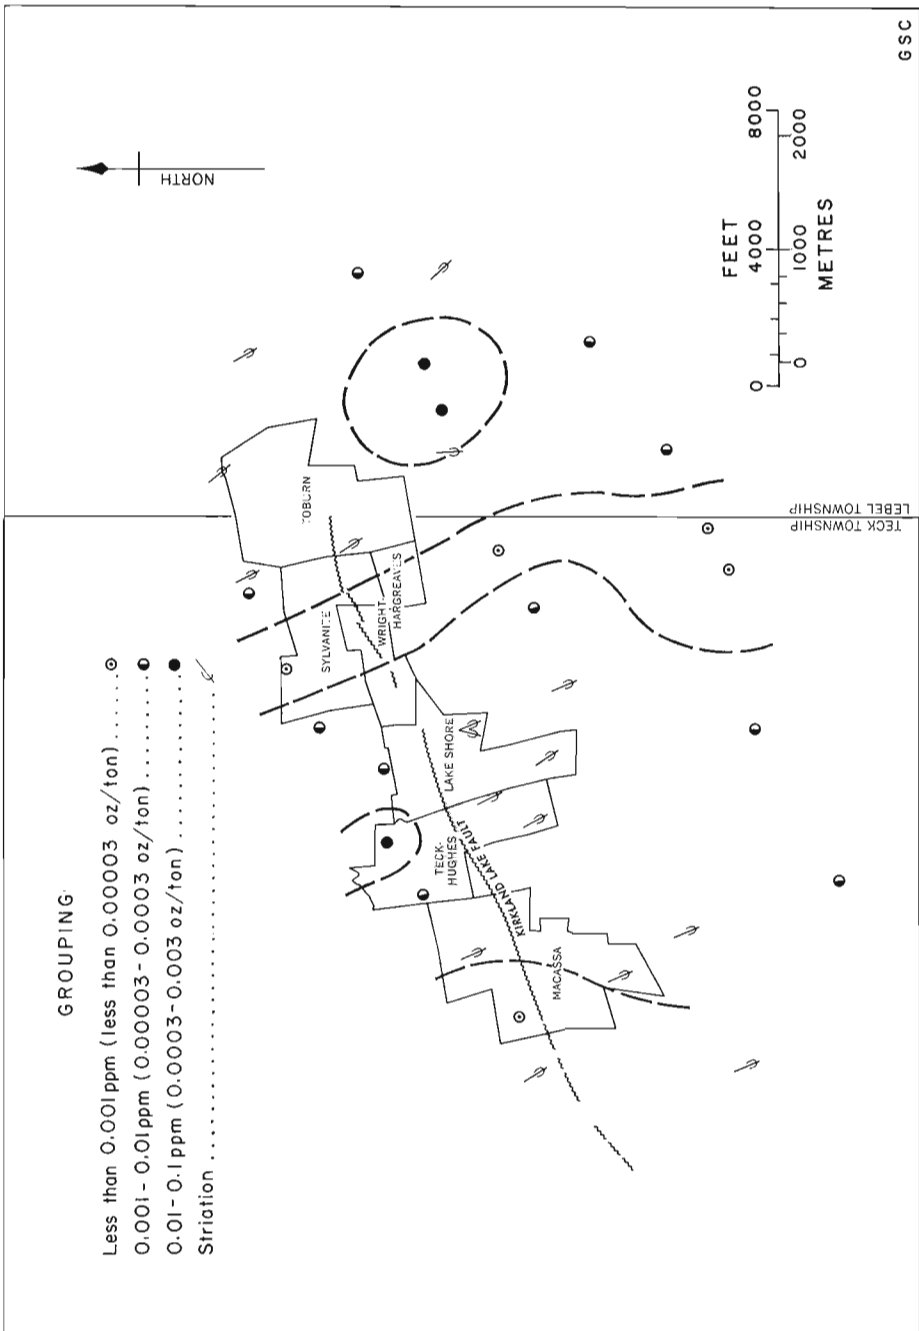 GROUPING
Less than 0.001ppm (less than 0.00003 oz/ton).....
0.001 - 0.01ppm (0.00003 - 0.0003 oz/ton)........
0.01 - 0.1ppm (0.0003 - 0.003 oz/ton)............
Striation ........................................
NORTH
TOBURN
SYLVANITE
WRIGHT-
HARGREAVES
LAKE SHORE
TECK-
HUGHES
KIRKLAND LAKE FAULT
MACASSA
TECK TOWNSHIP
LEBEL TOWNSHIP
FEET
0 4000 8000
0 1000 2000
METRES
GSC